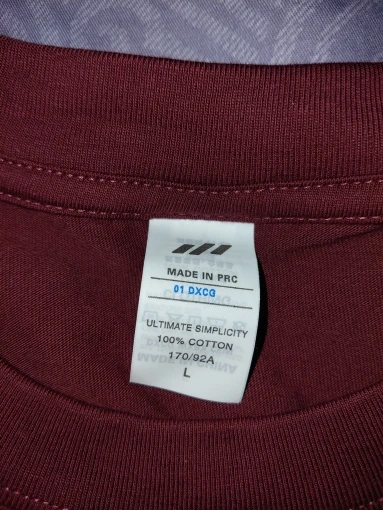 MADE IN PRC
01 DXCG
ULTIMATE SIMPLICITY
100% COTTON
170/92A
L